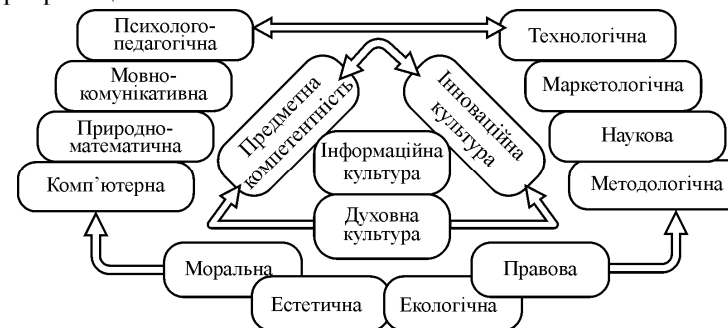 Психолого-
педагогічна
Технологічна
Мовно-
комунікативна
Маркетологічна
Природно-
математична
Наукова
Комп’ютерна
Методологічна
Предметна
компетентність
Інноваційна
культура
Інформаційна
культура
Духовна
культура
Моральна
Правова
Естетична
Екологічна